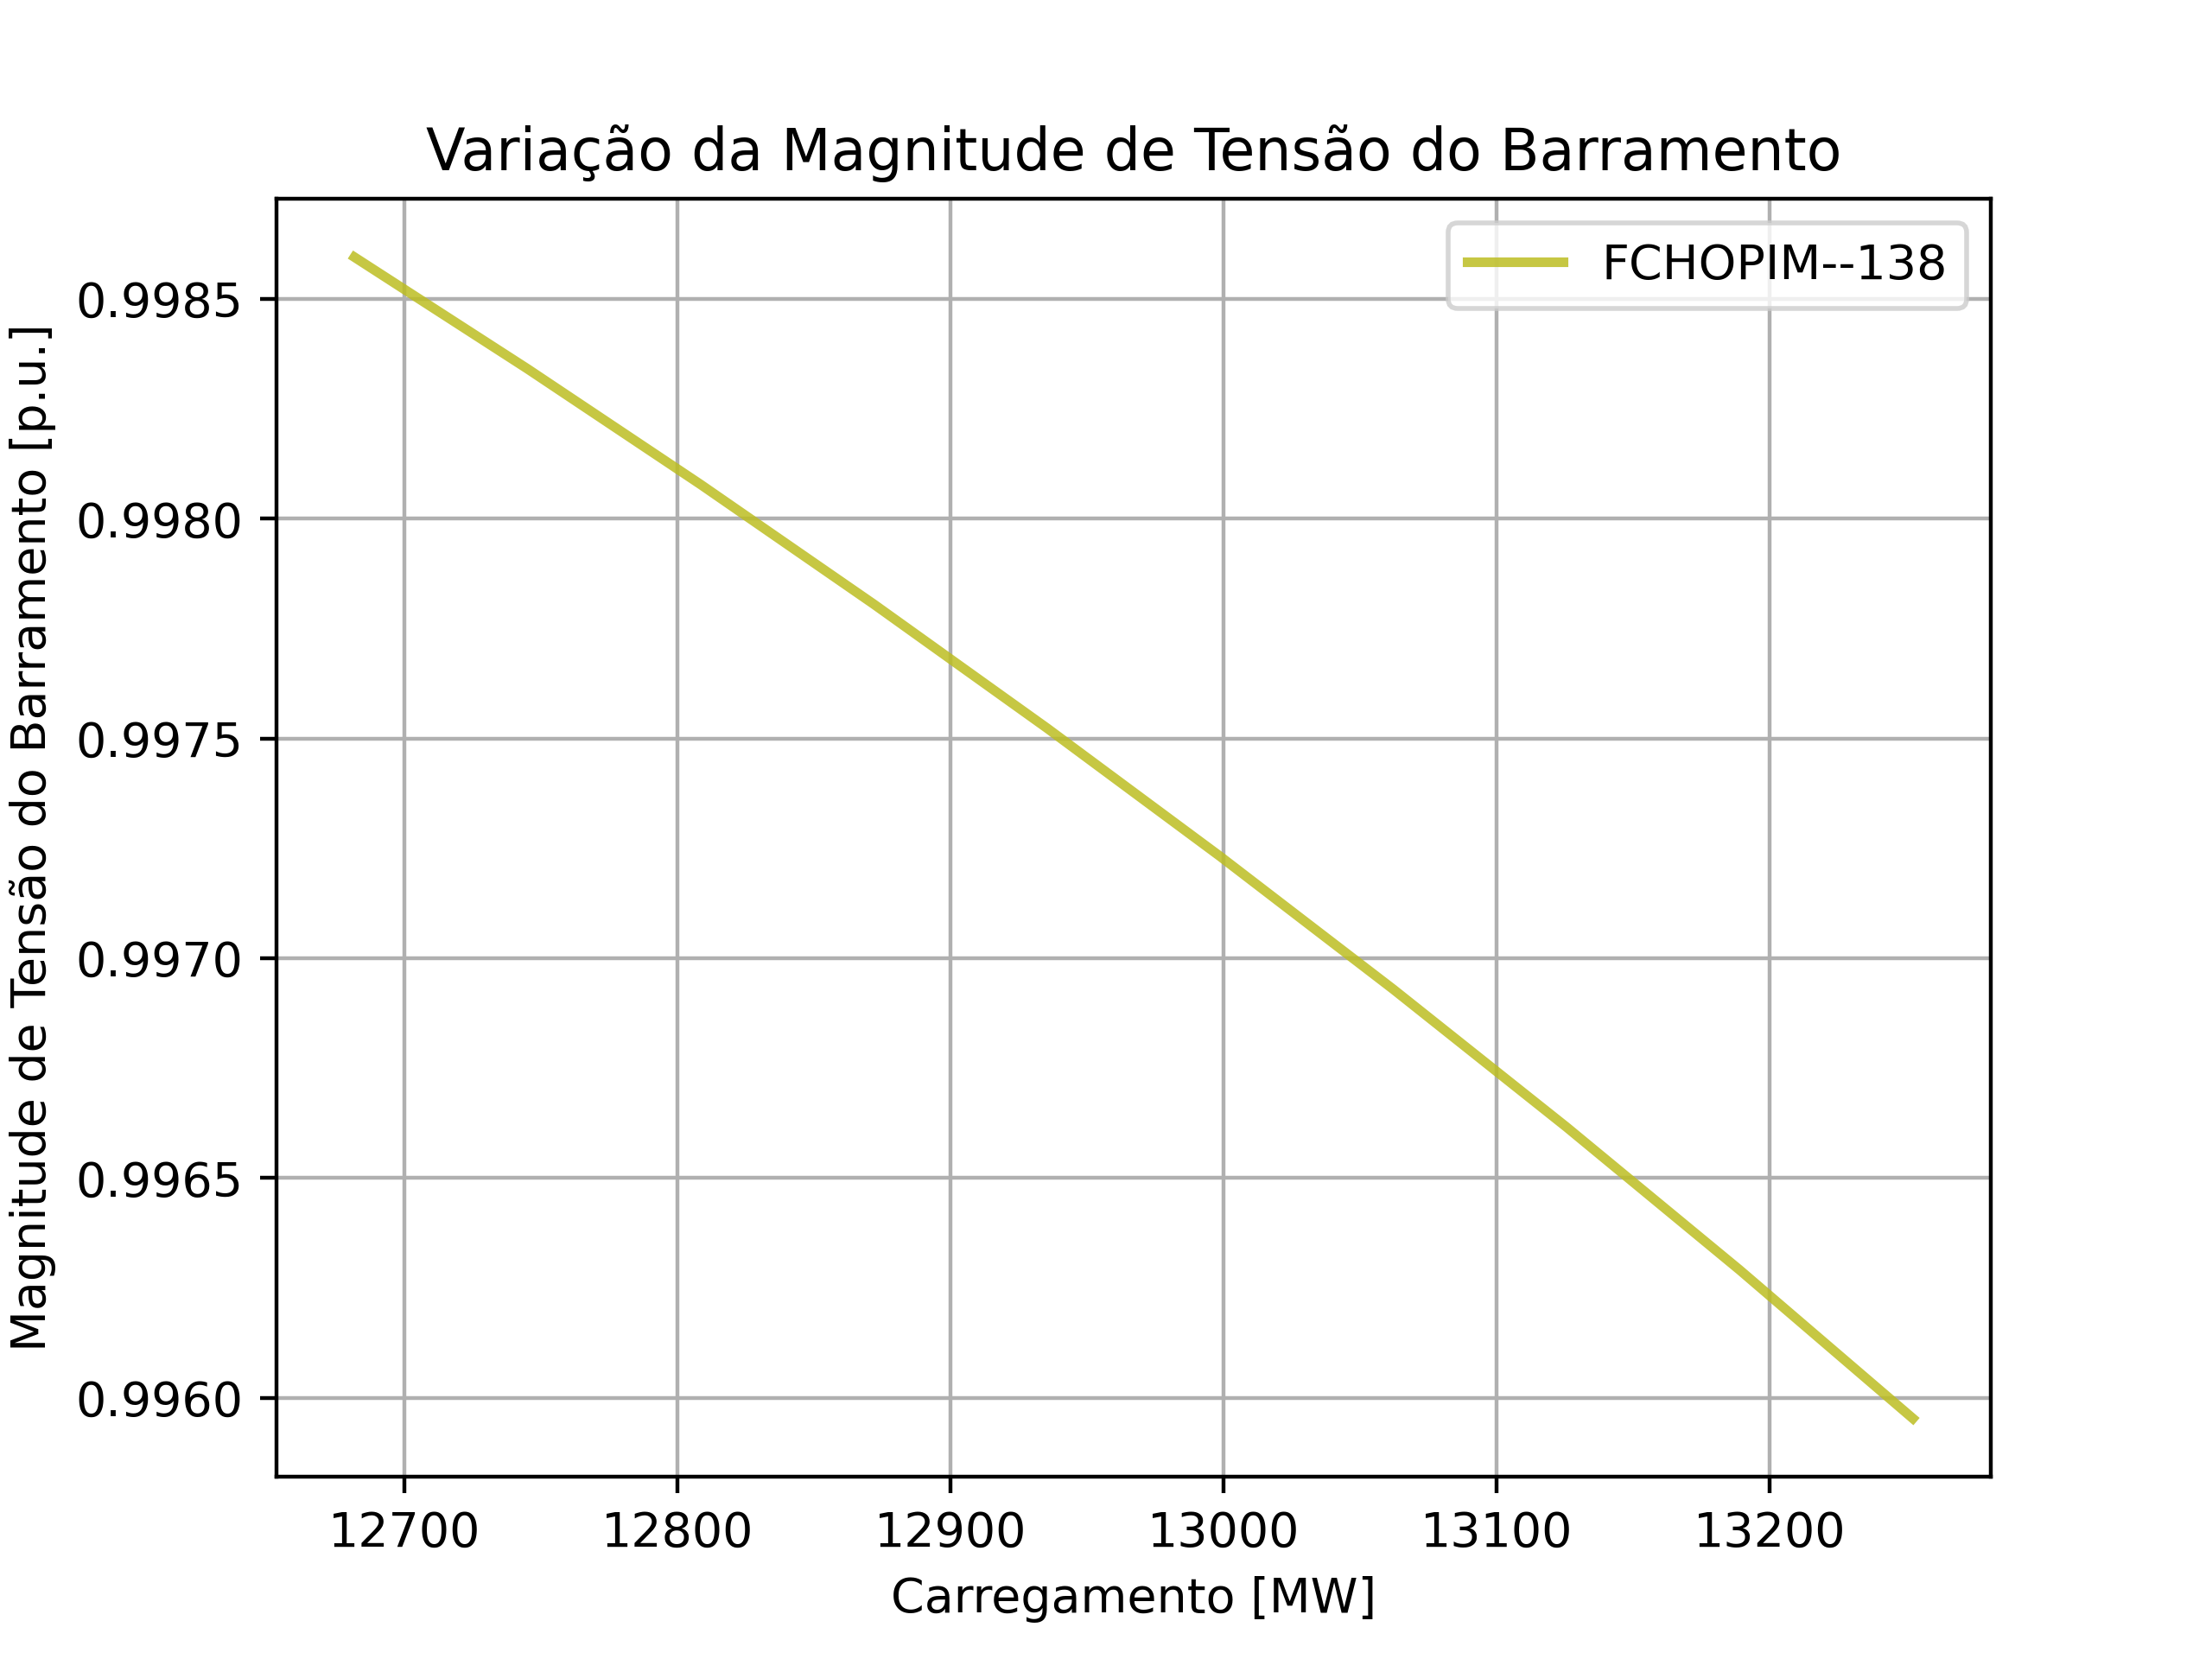 Variação da Magnitude de Tensão do Barramento
FCHOPIM--138
Magnitude de Tensão do Barramento [p.u.]
0.9985
0.9980
0.9975
0.9970
0.9965
0.9960
12700 12800 12900 13000 13100 13200
Carregamento [MW]